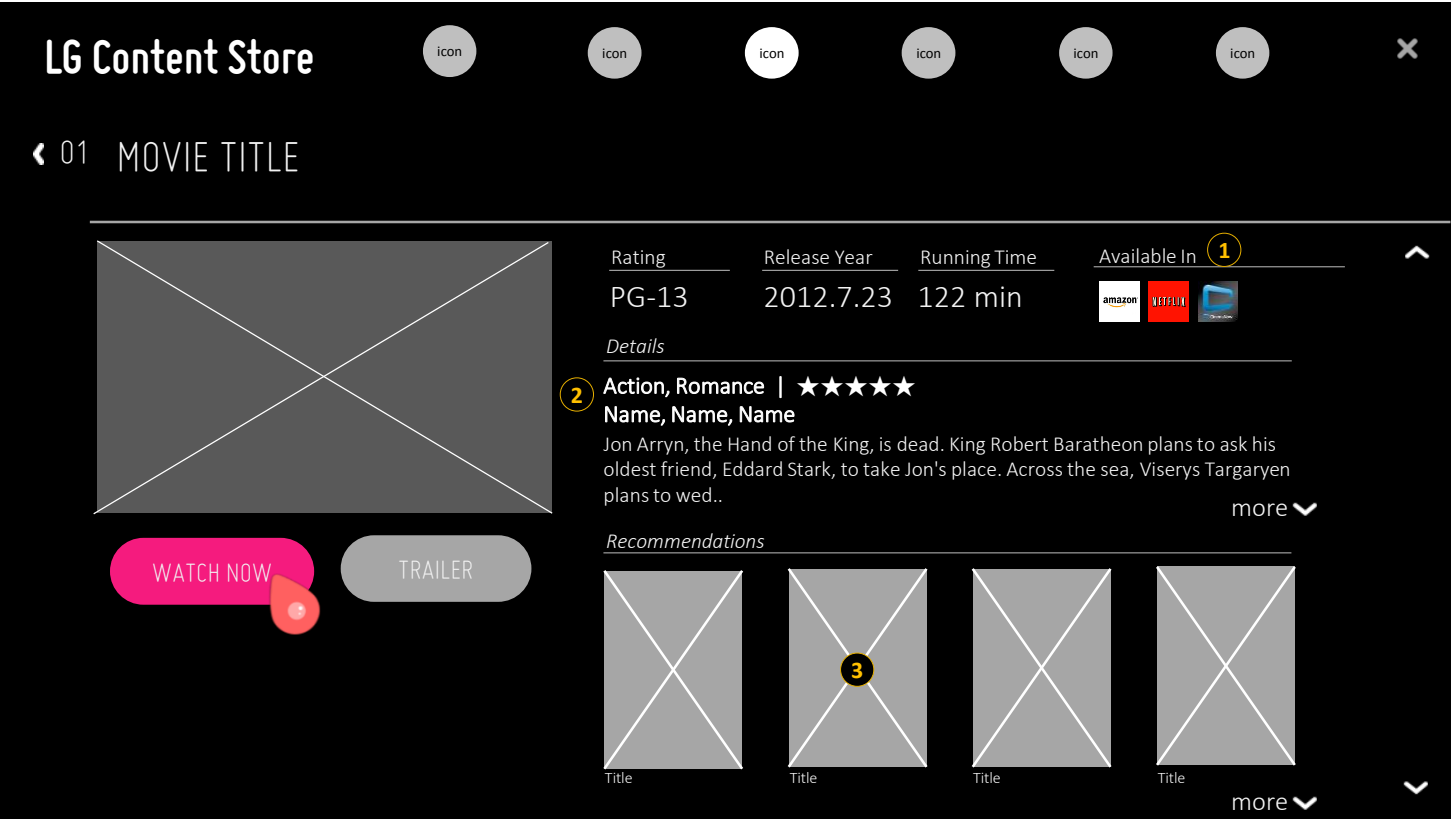 LG Content Store
icon
icon
icon
icon
icon
icon
01 MOVIE TITLE
Rating
Release Year
Running Time
Available In
1
PG-13
2012.7.23
122 min
amazon
NETFLIX
Details
2
Action, Romance | ★★★★★
Name, Name, Name
Jon Arryn, the Hand of the King, is dead. King Robert Baratheon plans to ask his
oldest friend, Eddard Stark, to take Jon's place. Across the sea, Viserys Targaryen
plans to wed..
more
WATCH NOW
TRAILER
Recommendations
3
Title
Title
Title
Title
more